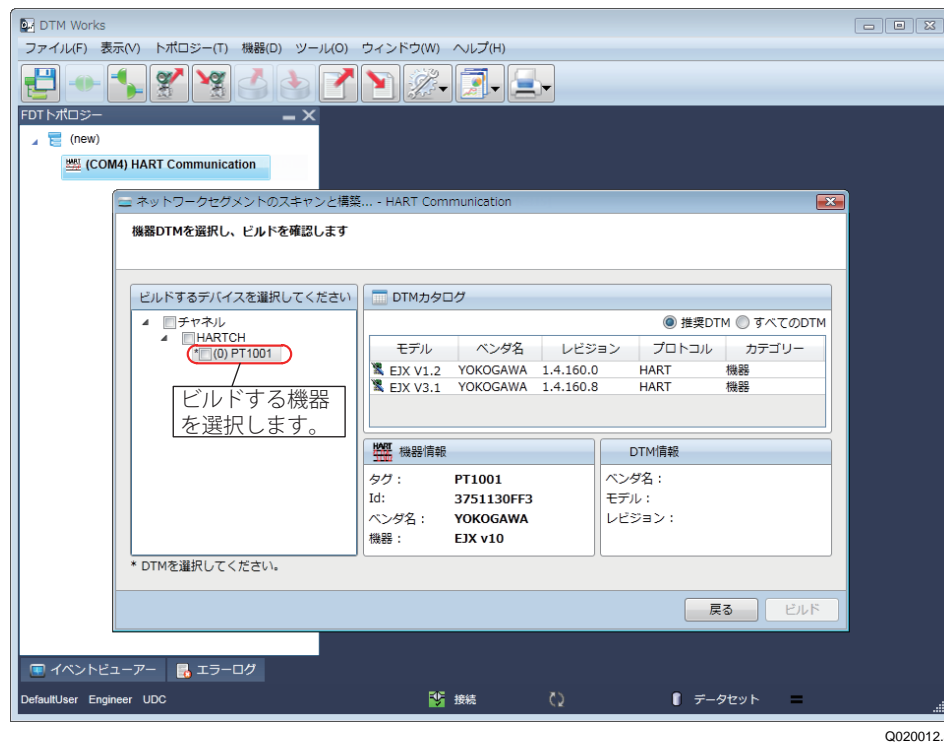 DTM Works
ファイル(F) 表示(V) トポロジー(T) 機器(D) ツール(O) ウィンドウ(W) ヘルプ(H)
FDTトポロジー
(new)
(COM4) HART Communication
ネットワークセグメントのスキャンと構築... - HART Communication
機器DTMを選択し、ビルドを確認します
ビルドするデバイスを選択してください
チャネル
HARTCH
*(0) PT1001
ビルドする機器
を選択します。
DTMカタログ
推奨DTM すべてのDTM
モデル ベンダ名 レビジョン プロトコル カテゴリー
EJX V1.2 YOKOGAWA 1.4.160.0 HART 機器
EJX V3.1 YOKOGAWA 1.4.160.8 HART 機器
HART 機器情報
タグ： PT1001
Id: 3751130FF3
ベンダ名： YOKOGAWA
機器： EJX v10
DTM情報
ベンダ名：
モデル：
レビジョン：
* DTMを選択してください。
戻る ビルド
イベントビューアー エラーログ
DefaultUser Engineer UDC 接続 データセット
Q020012.